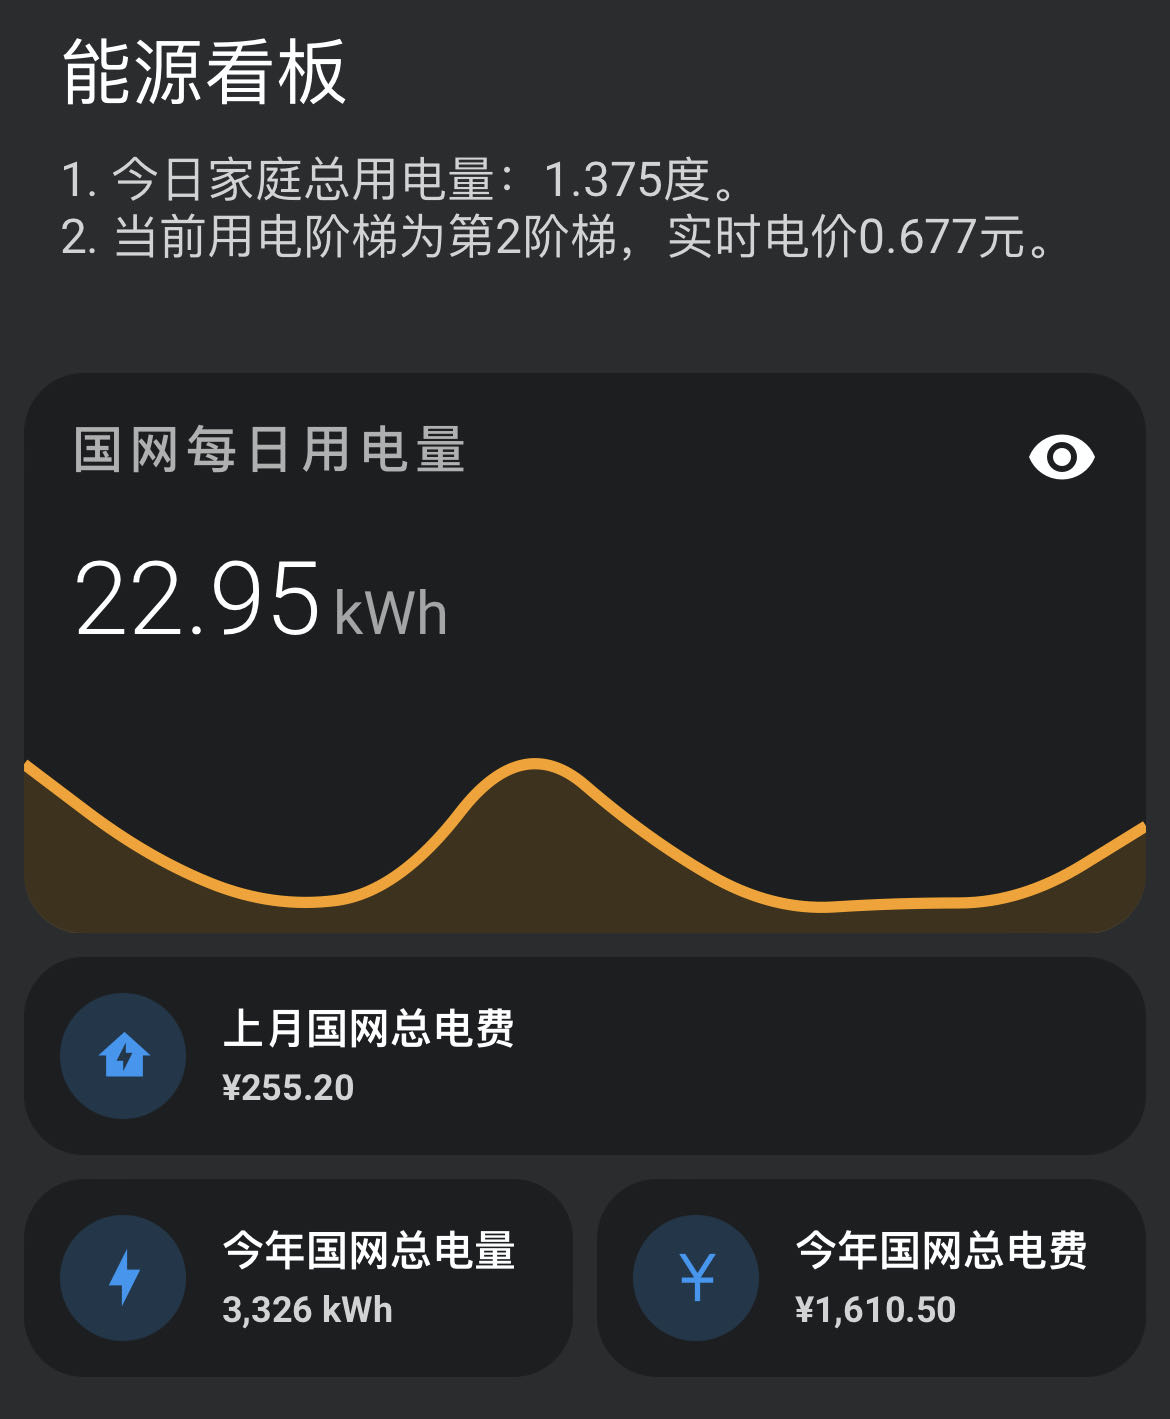 能源看板
1. 今日家庭总用电量：1.375度。
2. 当前用电阶梯为第2阶梯，实时电价0.677元。
国网每日用电量
22.95 kWh
上月国网总电费
¥255.20
今年国网总电量
3,326 kWh
今年国网总电费
¥1,610.50